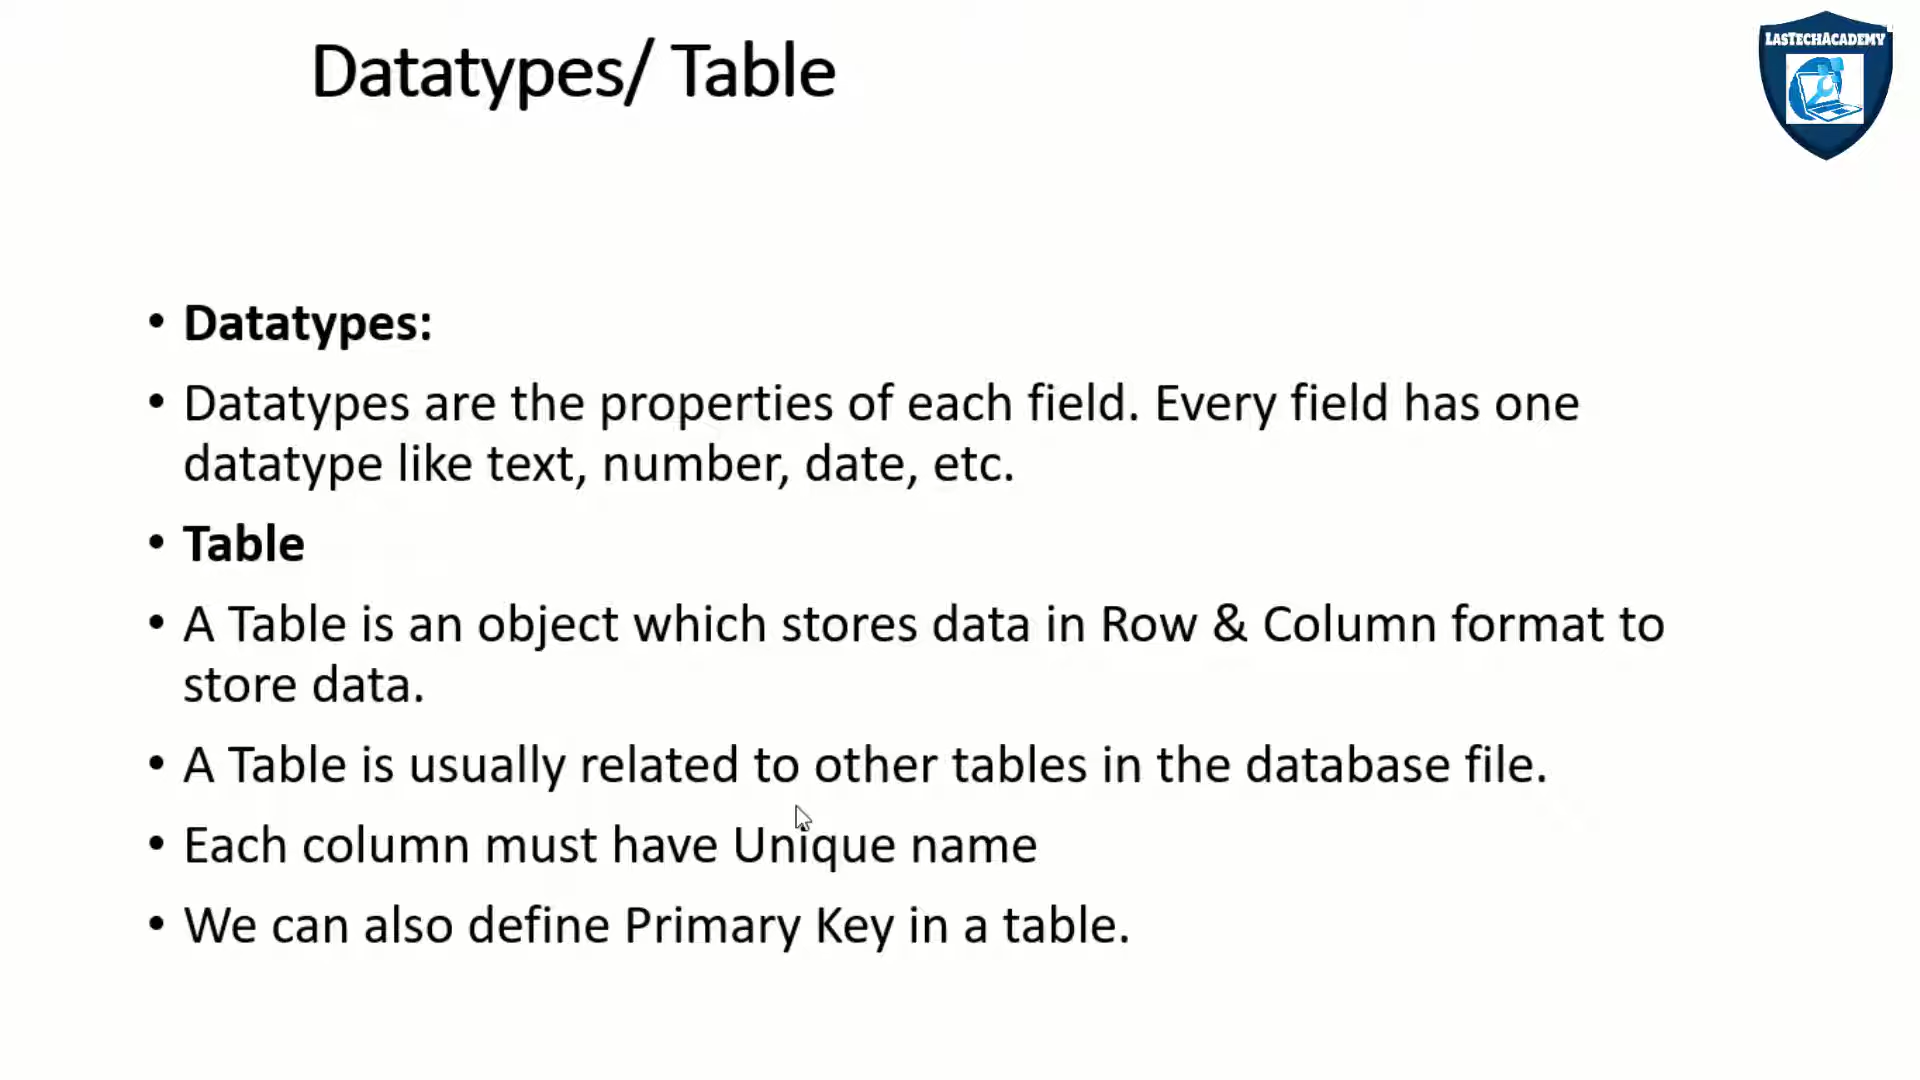 Datatypes/ Table
LASTECHACADEMY
• Datatypes:
• Datatypes are the properties of each field. Every field has one
datatype like text, number, date, etc.
• Table
• A Table is an object which stores data in Row & Column format to
store data.
• A Table is usually related to other tables in the database file.
• Each column must have Unique name
• We can also define Primary Key in a table.